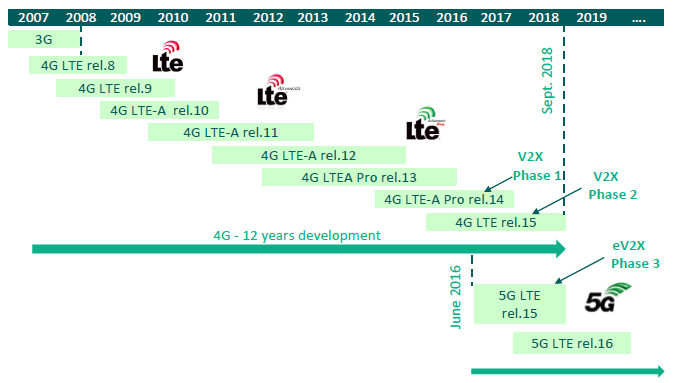 2007 2008 2009 2010 2011 2012 2013 2014 2015 2016 2017 2018 2019 ....
3G
4G LTE rel.8
lte
4G LTE rel.9
4G LTE-A rel.10
lte ADVANCED
4G LTE-A rel.11
lte Advanced Pro
4G LTE-A rel.12
4G LTEA Pro rel.13
4G LTE-A Pro rel.14
4G LTE rel.15
Sept. 2018
V2X
Phase 1
V2X
Phase 2
4G - 12 years development
June 2016
eV2X
Phase 3
5G LTE
rel.15
5G
5G LTE rel.16